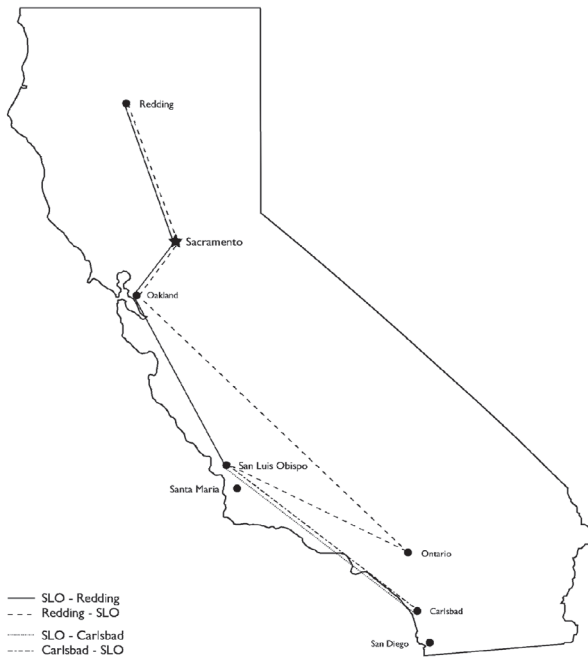 Redding
Sacramento
Oakland
San Luis Obispo
Santa Maria
Ontario
Carlsbad
San Diego
SLO - Redding
Redding - SLO
SLO - Carlsbad
Carlsbad - SLO